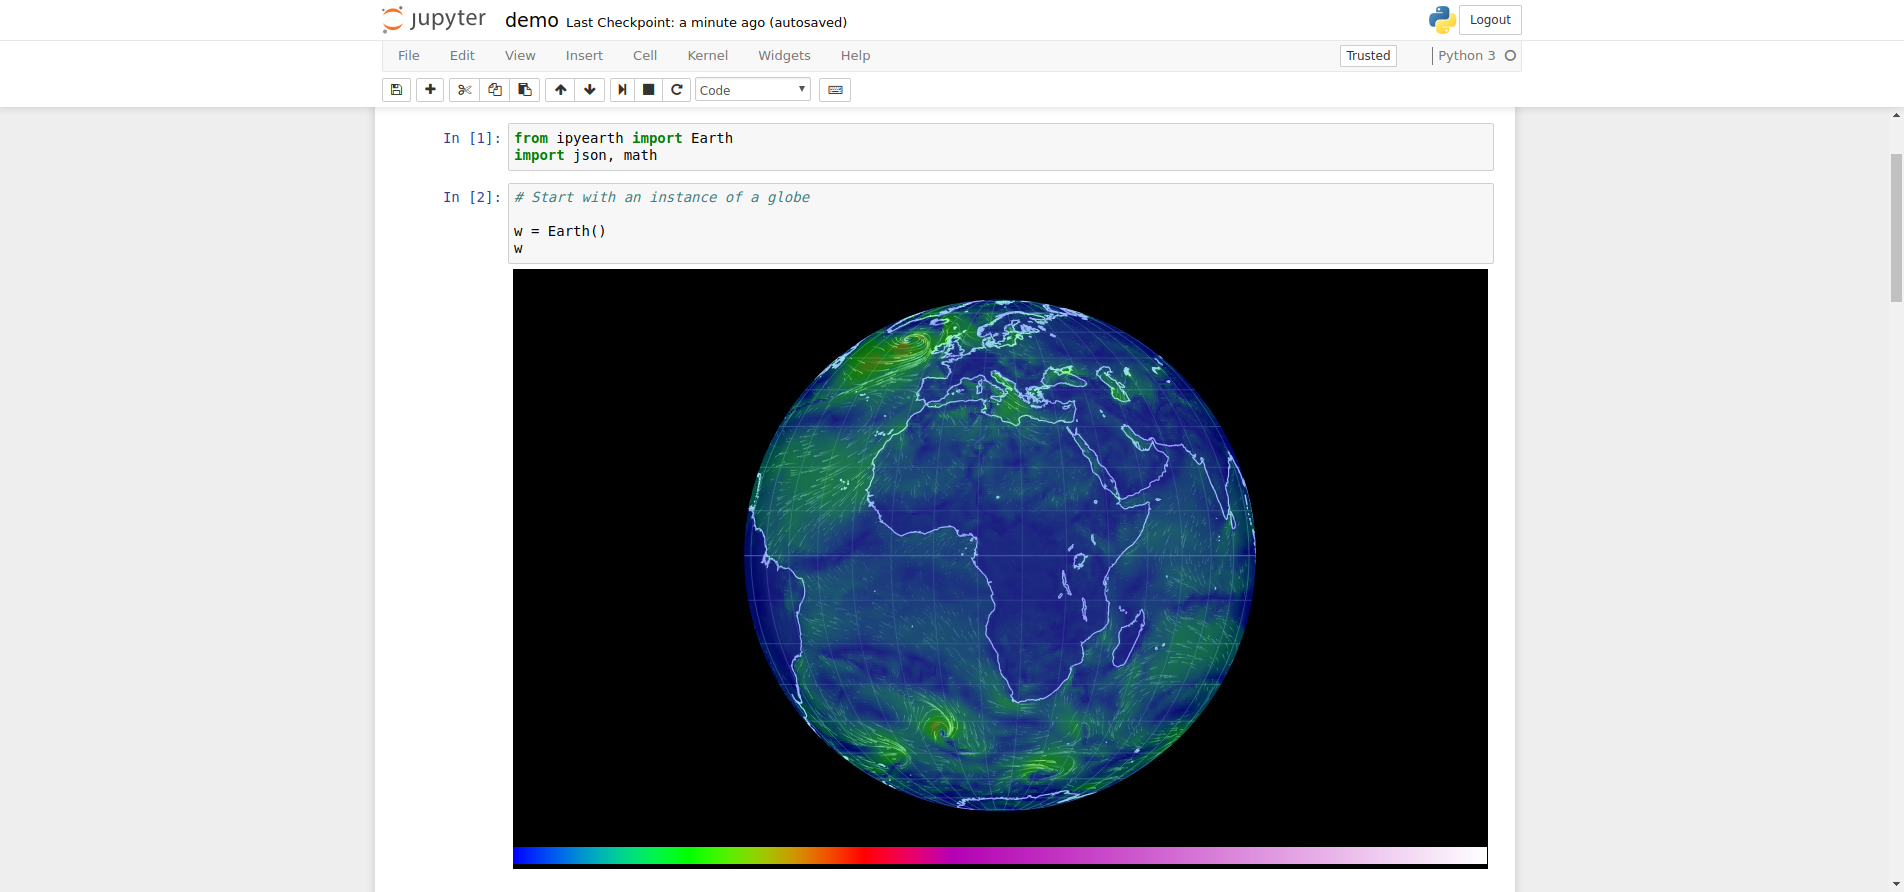 jupyter demo Last Checkpoint: a minute ago (autosaved) Logout
File Edit View Insert Cell Kernel Widgets Help Trusted Python 3
Code
In [1]: from ipyearth import Earth
import json, math
In [2]: # Start with an instance of a globe
w = Earth()
w